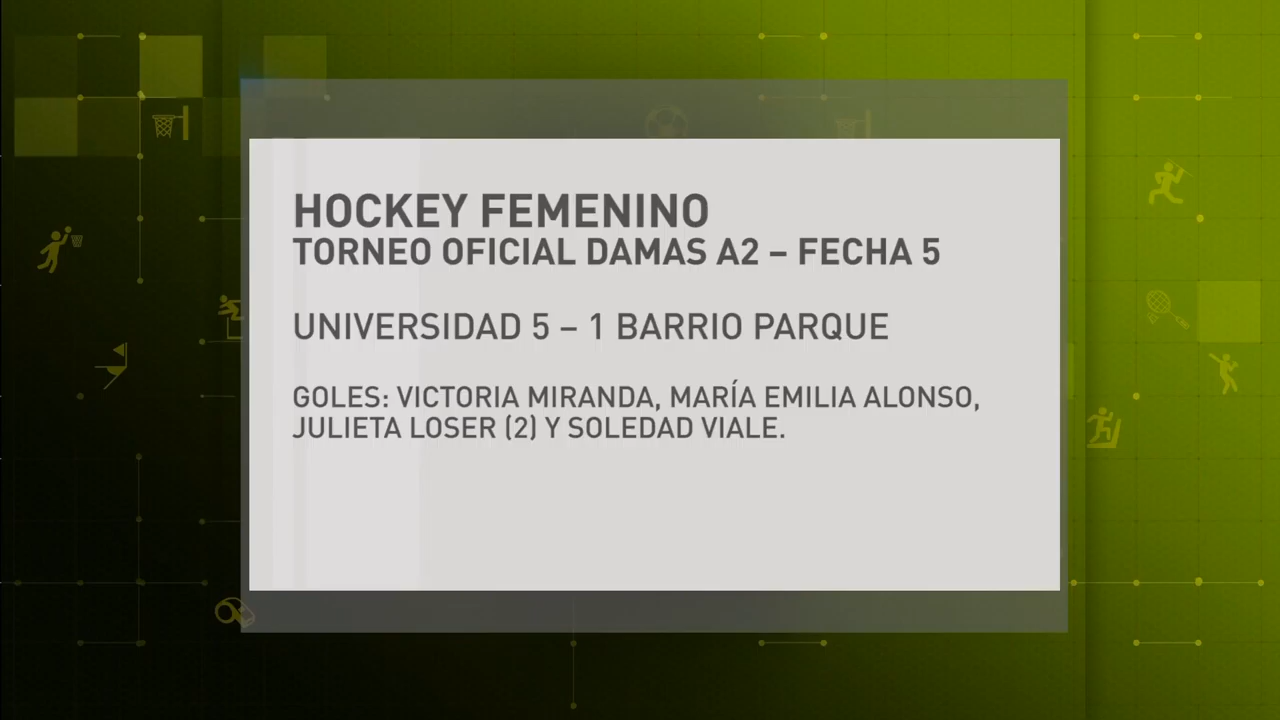 HOCKEY FEMENINO
TORNEO OFICIAL DAMAS A2 – FECHA 5
UNIVERSIDAD 5 – 1 BARRIO PARQUE
GOLES: VICTORIA MIRANDA, MARÍA EMILIA ALONSO,
JULIETA LOSER (2) Y SOLEDAD VIALE.